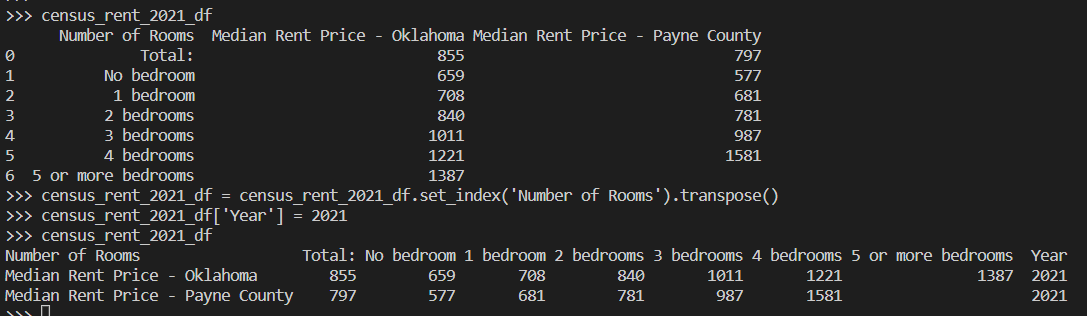 >>> census_rent_2021_df
Number of Rooms Median Rent Price - Oklahoma Median Rent Price - Payne County
0 Total: 855 797
1 No bedroom 659 577
2 1 bedroom 708 681
3 2 bedrooms 840 781
4 3 bedrooms 1011 987
5 4 bedrooms 1221 1581
6 5 or more bedrooms 1387
>>> census_rent_2021_df = census_rent_2021_df.set_index('Number of Rooms').transpose()
>>> census_rent_2021_df['Year'] = 2021
>>> census_rent_2021_df
Number of Rooms Total: No bedroom 1 bedroom 2 bedrooms 3 bedrooms 4 bedrooms 5 or more bedrooms Year
Median Rent Price - Oklahoma 855 659 708 840 1011 1221 1387 2021
Median Rent Price - Payne County 797 577 681 781 987 1581 2021
>>>